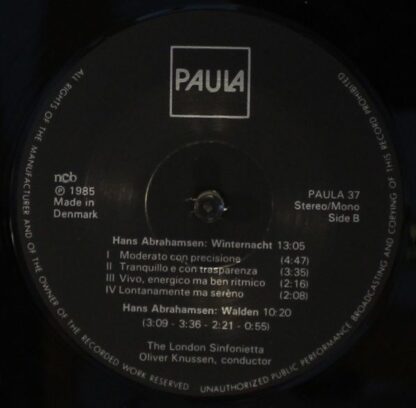 PAULA
ncb
℗ 1985
Made in
Denmark
PAULA 37
Stereo/Mono
Side B
Hans Abrahamsen: Winternacht 13:05
I Moderato con precisione (4:47)
II Tranquillo e con trasparenza (3:35)
III Vivo, energico ma ben ritmico (2:16)
IV Lontanamente ma sereno (2:08)
Hans Abrahamsen: Walden 10:20
(3:09 - 3:36 - 2:21 - 0:55)
The London Sinfonietta
Oliver Knussen, conductor
ALL RIGHTS OF THE MANUFACTURER AND OF THE OWNER OF THE RECORDED WORK RESERVED UNAUTHORIZED PUBLIC PERFORMANCE BROADCASTING AND COPYING OF THIS RECORD PROHIBITED